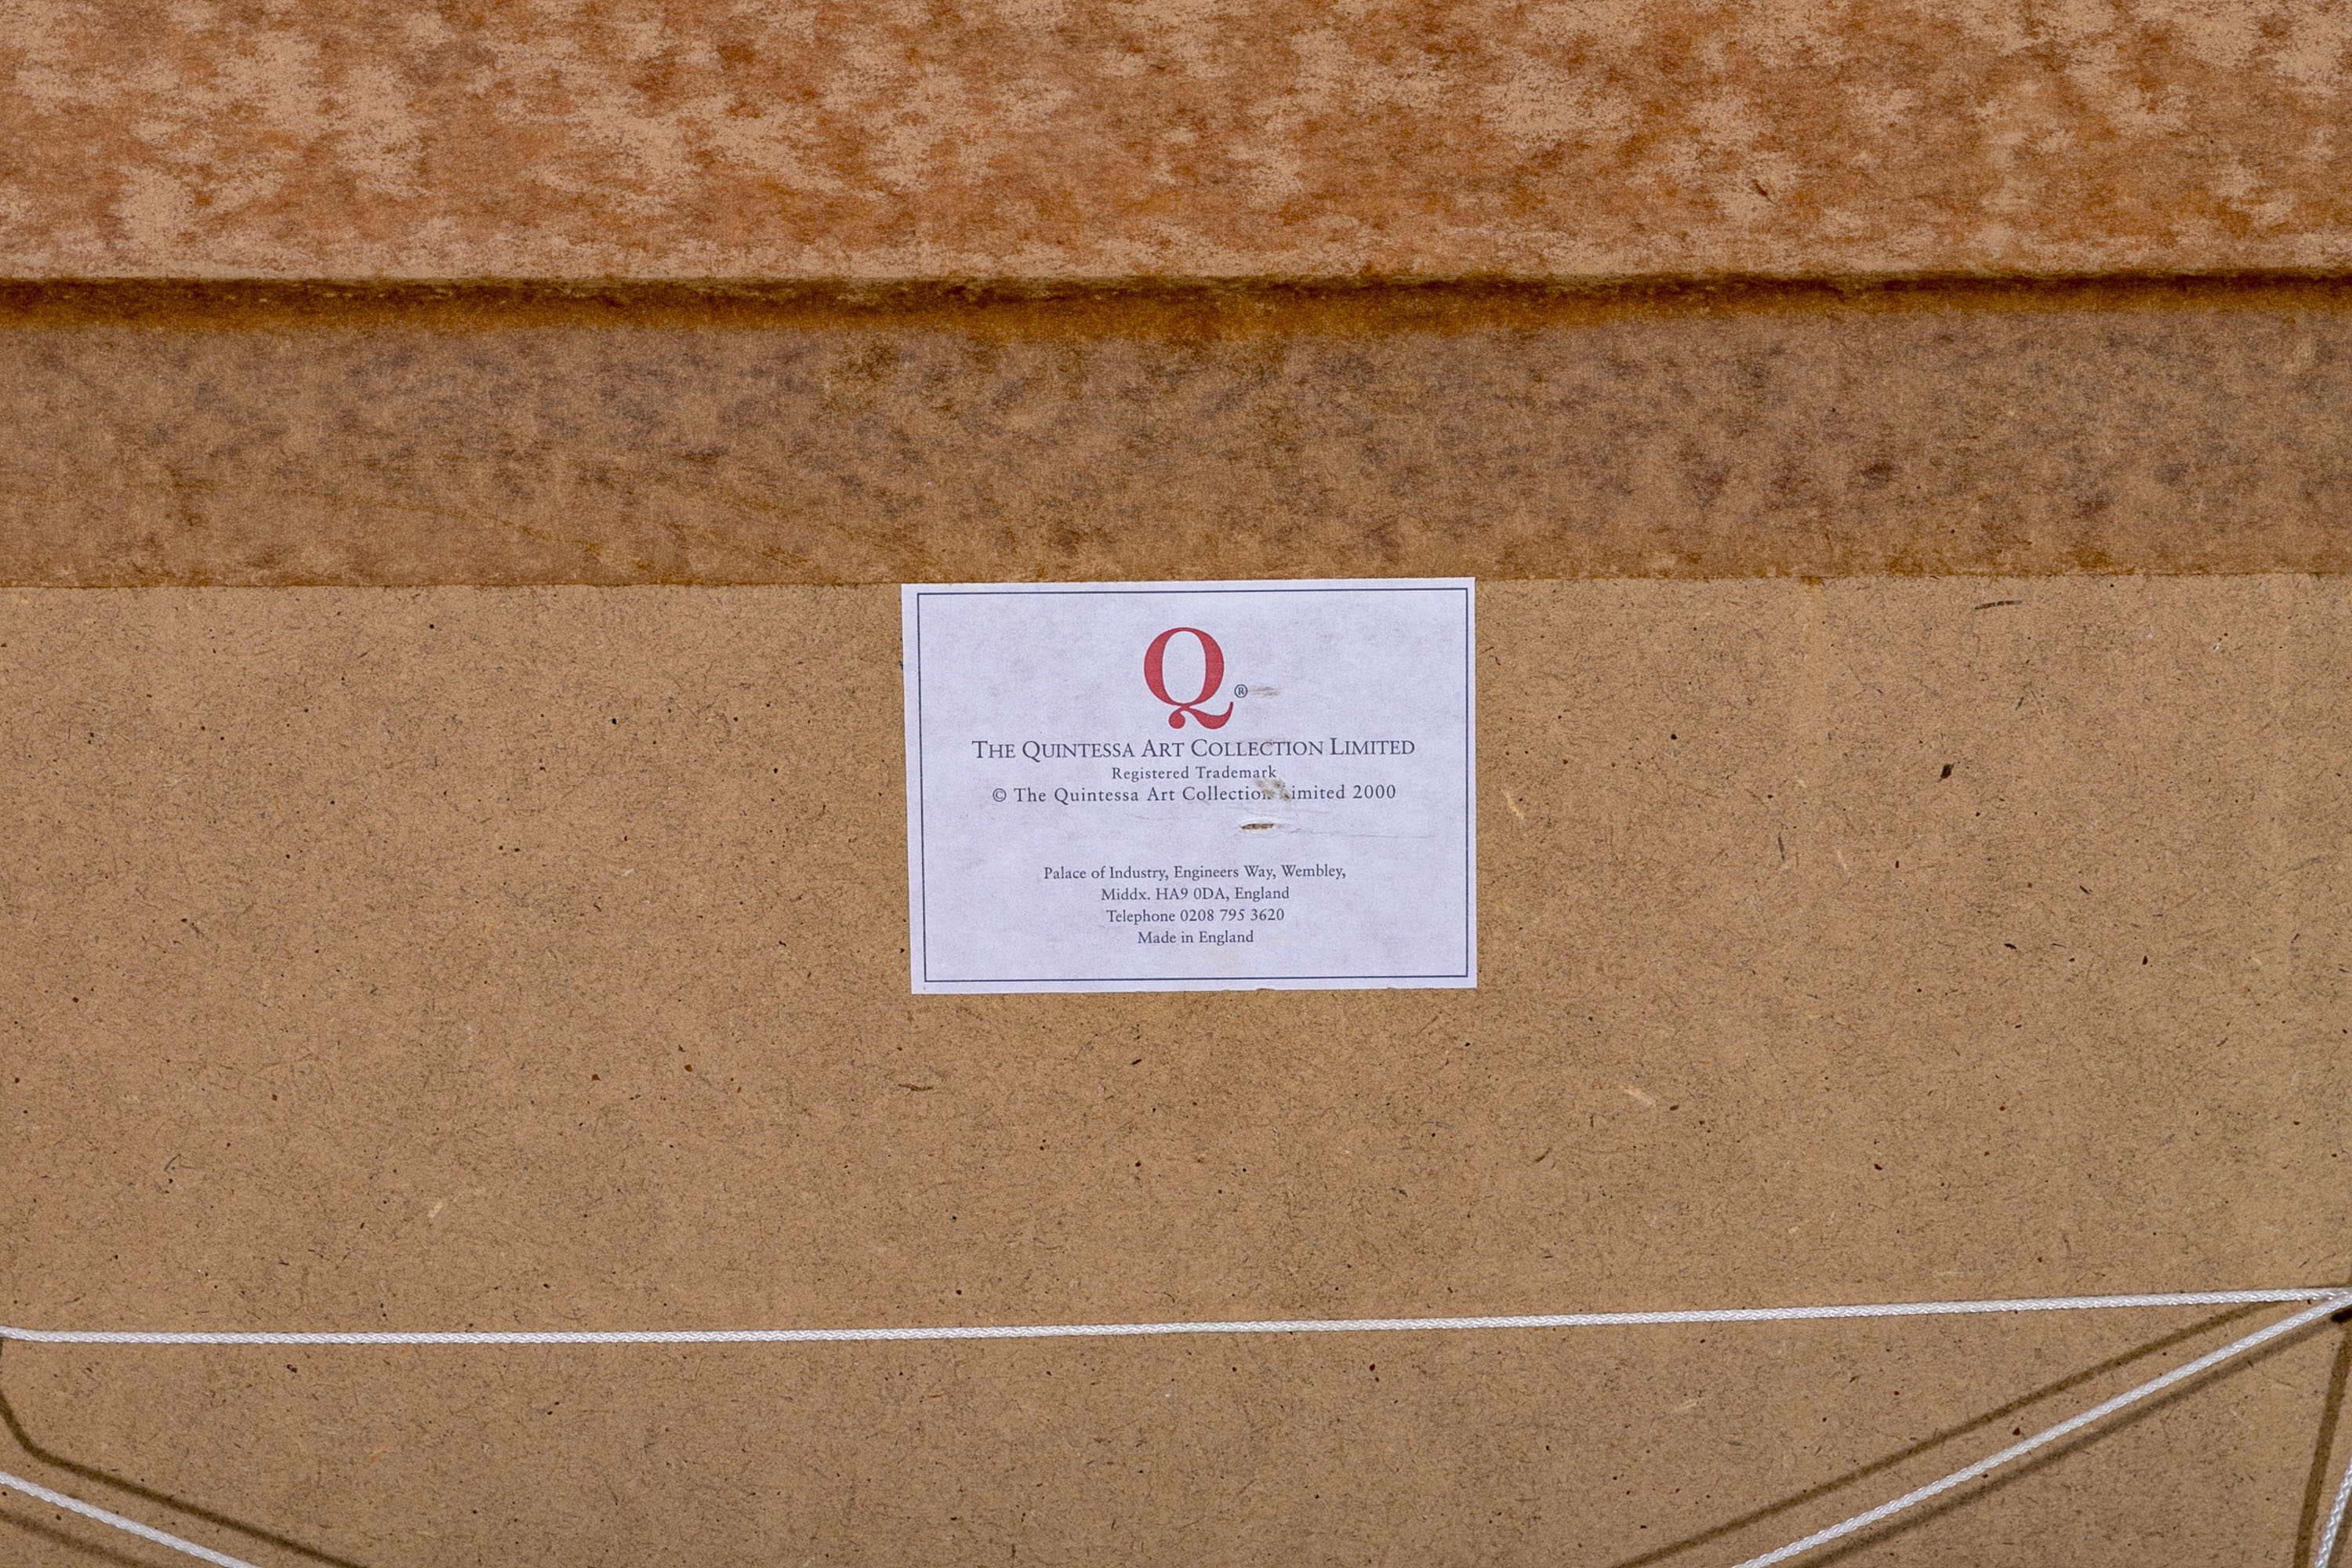 Q®
THE QUINTESSA ART COLLECTION LIMITED
Registered Trademark
© The Quintessa Art Collection Limited 2000
Palace of Industry, Engineers Way, Wembley,
Middx. HA9 0DA, England
Telephone 0208 795 3620
Made in England